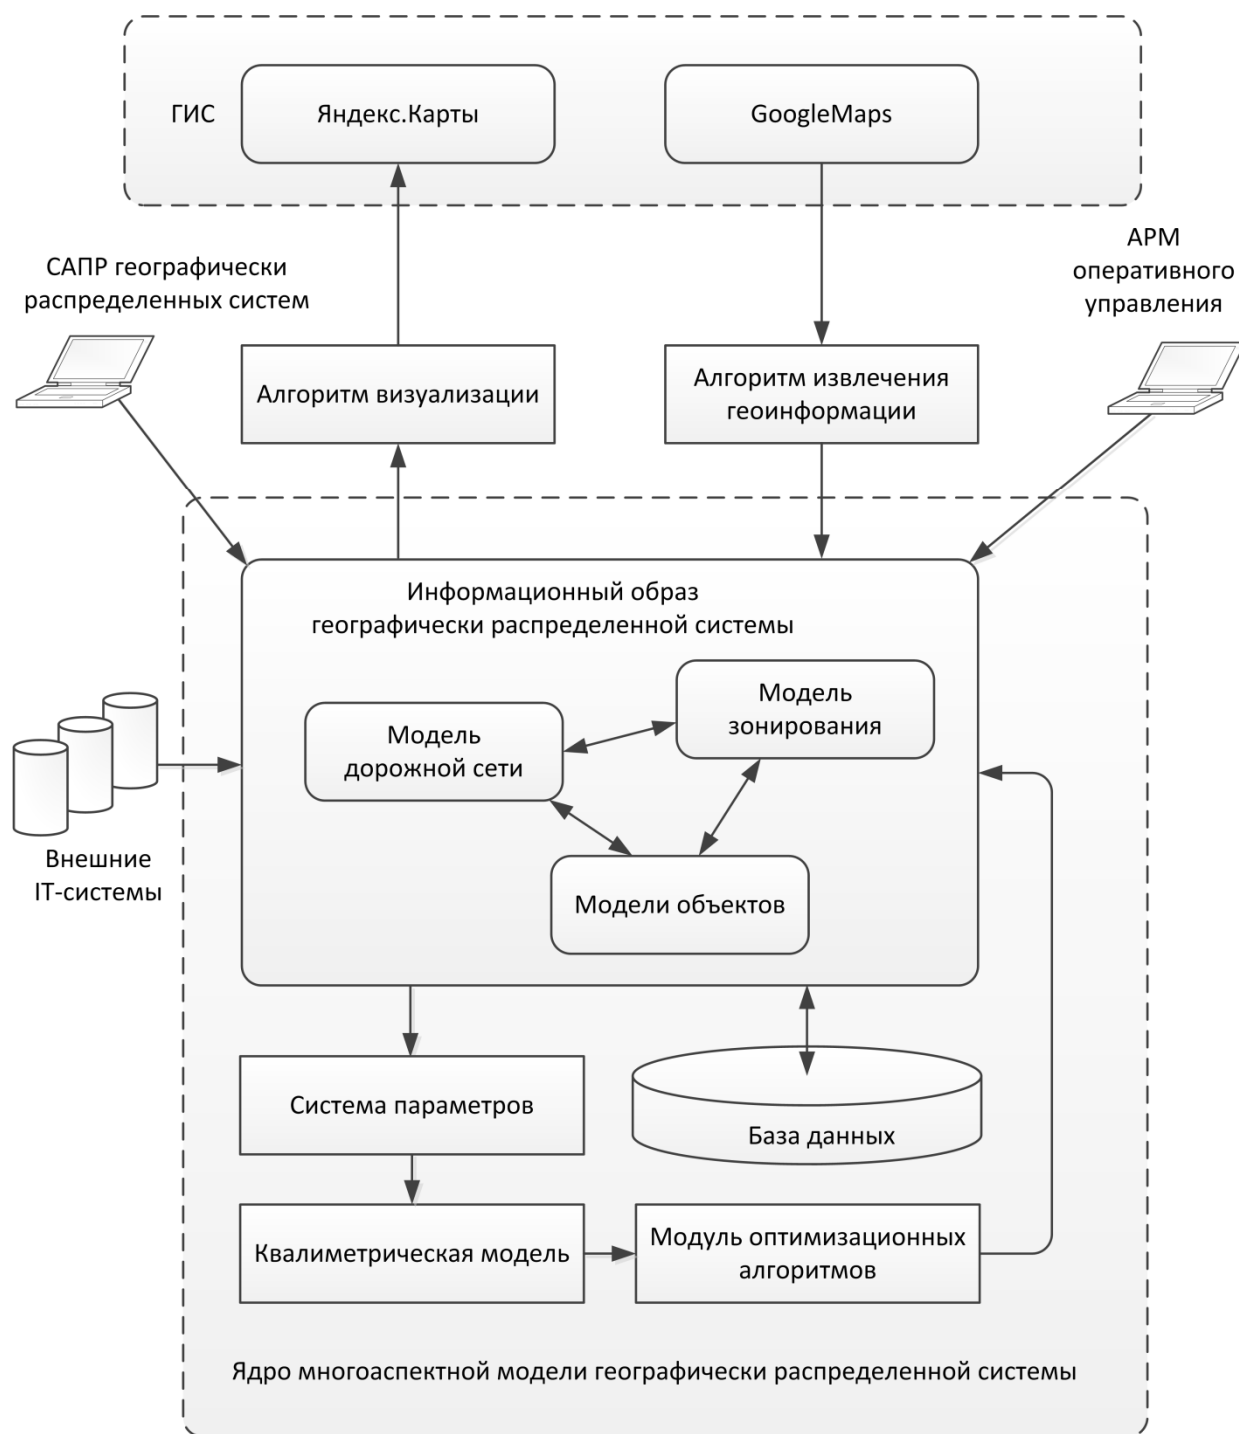 ГИС
Яндекс.Карты
GoogleMaps
САПР географически
распределенных систем
АРМ
оперативного
управления
Алгоритм визуализации
Алгоритм извлечения
геоинформации
Информационный образ
географически распределенной системы
Модель
зонирования
Модель
дорожной сети
Модели объектов
Внешние
IT-системы
Система параметров
База данных
Квалиметрическая модель
Модуль оптимизационных
алгоритмов
Ядро многоаспектной модели географически распределенной системы